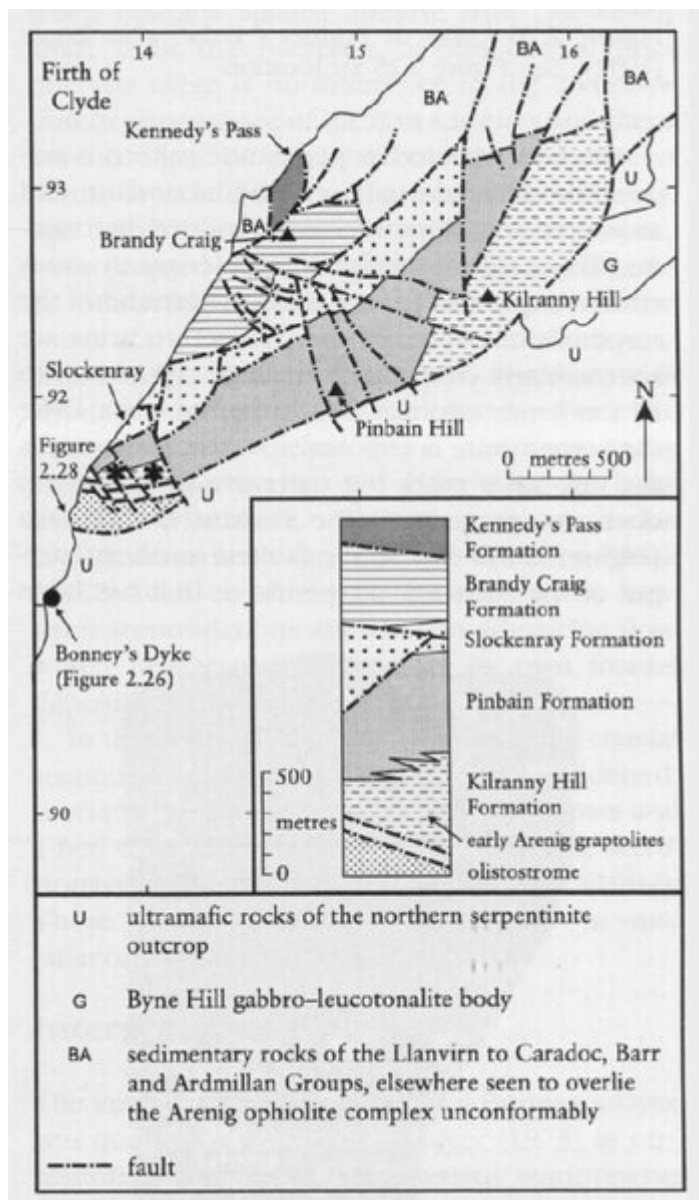 14
15
16
BA
BA
BA
Firth of
Clyde
Kennedy's Pass
93
U
BA
Brandy Craig
G
Kilranny Hill
U
Slockenray
92
U
Pinbain Hill
N
Figure
2.28
0 metres 500
U
U
Bonney's Dyke
(Figure 2.26)
90
Kennedy's Pass
Formation
Brandy Craig
Formation
Slockenray Formation
Pinbain Formation
Kilranny Hill
Formation
early Arenig graptolites
olistostrome
500
metres
0
U ultramafic rocks of the northern serpentinite
outcrop
G Byne Hill gabbro–leucotonalite body
BA sedimentary rocks of the Llanvirn to Caradoc, Barr
and Ardmillan Groups, elsewhere seen to overlie
the Arenig ophiolite complex unconformably
fault